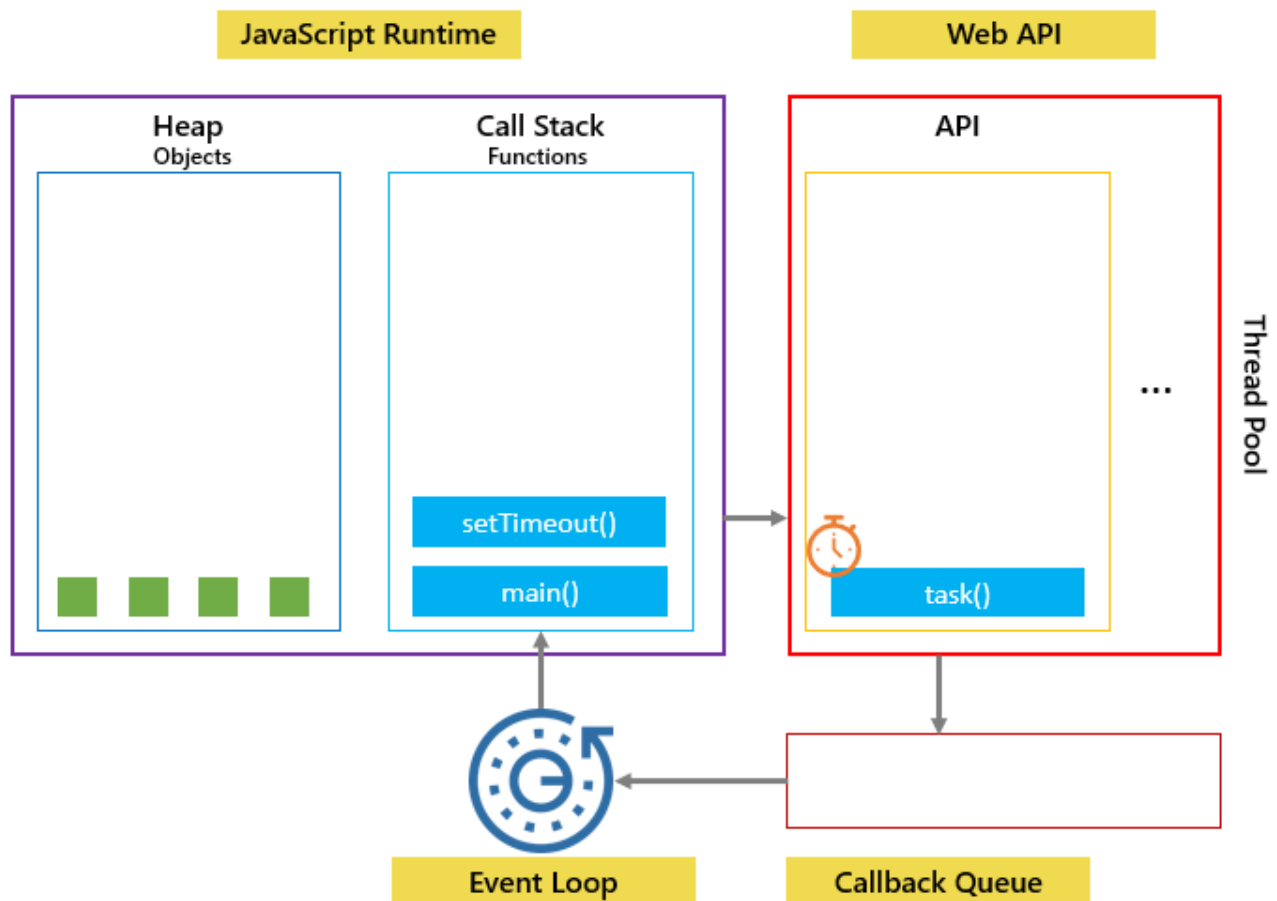 JavaScript Runtime
Web API
Heap
Objects
Call Stack
Functions
API
setTimeout()
main()
task()
...
Thread Pool
Event Loop
Callback Queue